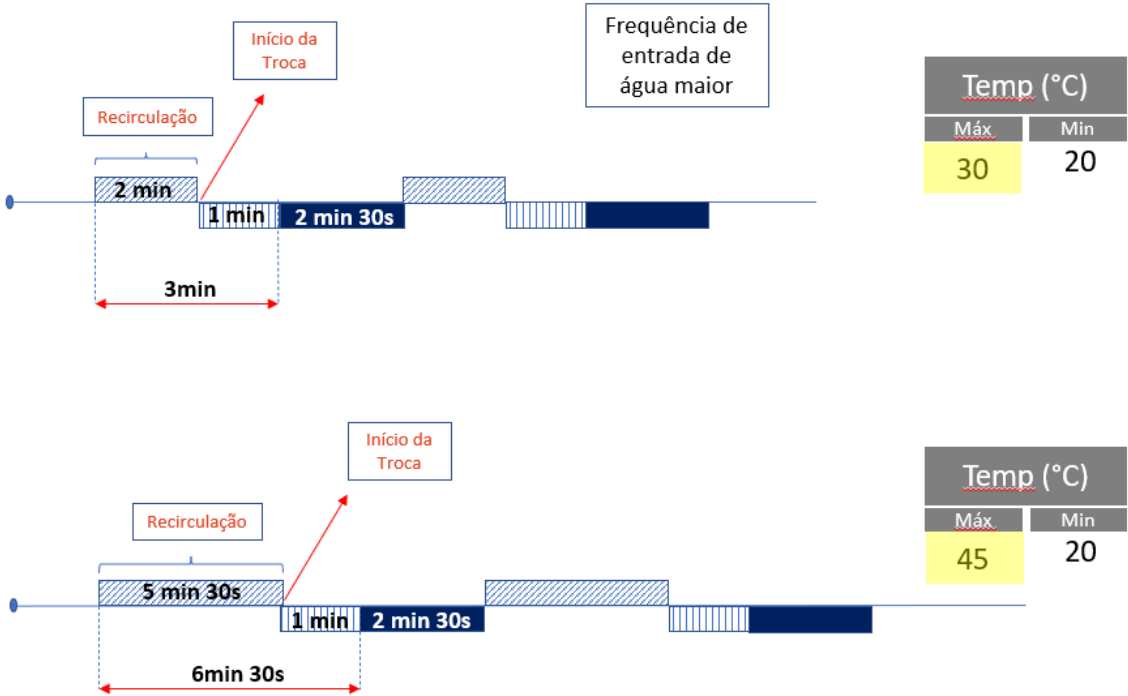 Início da
Troca
Frequência de
entrada de
água maior
Recirculação
Temp (°C)
Máx Min
30 20
2 min
1 min 2 min 30s
3min
Início da
Troca
Recirculação
Temp (°C)
Máx Min
45 20
5 min 30s
1 min 2 min 30s
6min 30s